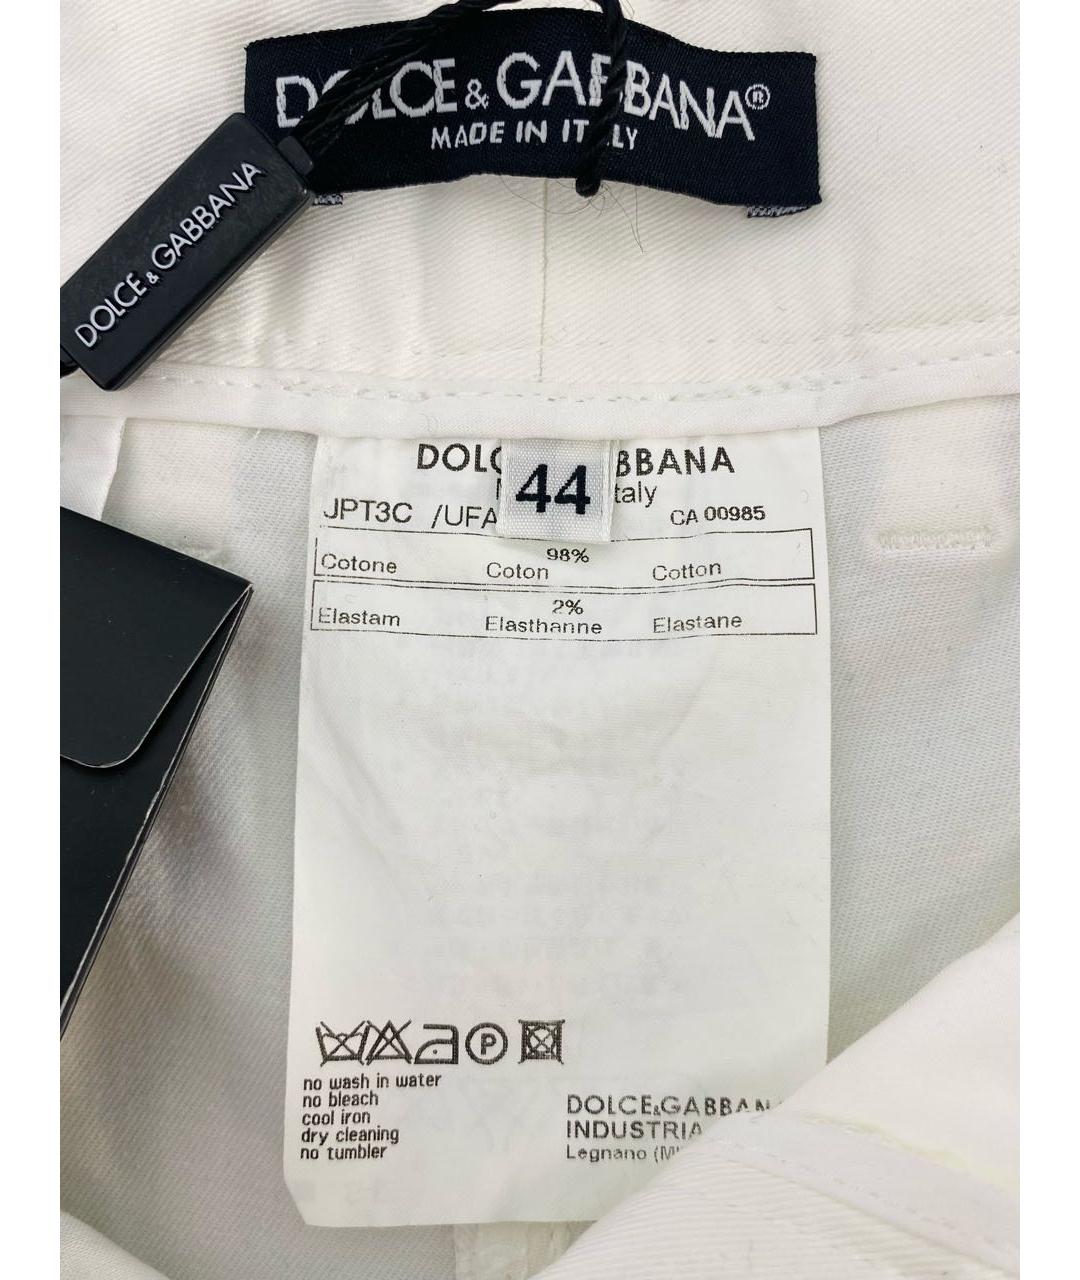 DOLCE & GABBANA®
MADE IN ITALY
DOLCE & GABBANA
DOLC BBANA
44
taly
JPT3C /UFA CA 00985
98%
Cotone Coton Cotton
2%
Elastam Elasthanne Elastane
P
no wash in water
no bleach
cool iron
dry cleaning
no tumbler
DOLCE&GABBAN
INDUSTRIA
Legnano (MI